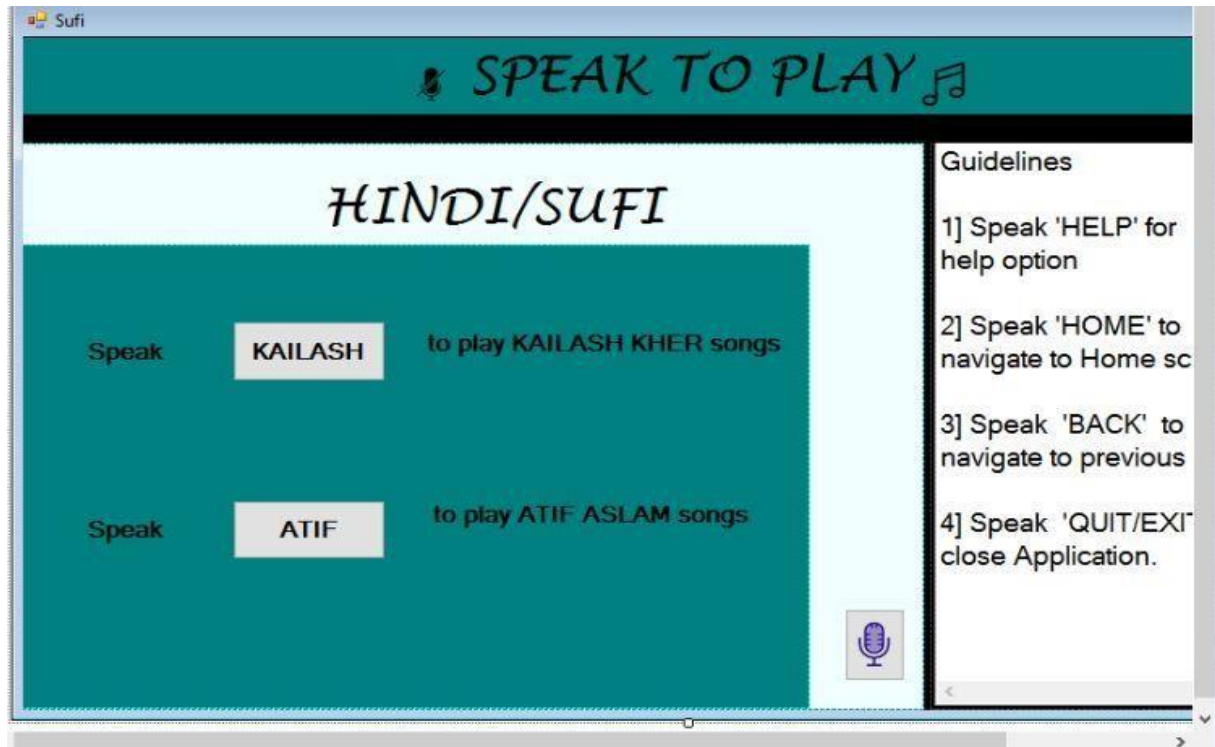 Sufi
SPEAK TO PLAY
HINDI/SUFI
Speak KAILASH to play KAILASH KHER songs
Speak ATIF to play ATIF ASLAM songs
Guidelines
1] Speak 'HELP' for
help option
2] Speak 'HOME' to
navigate to Home sc
3] Speak 'BACK' to
navigate to previous
4] Speak 'QUIT/EXIT
close Application.